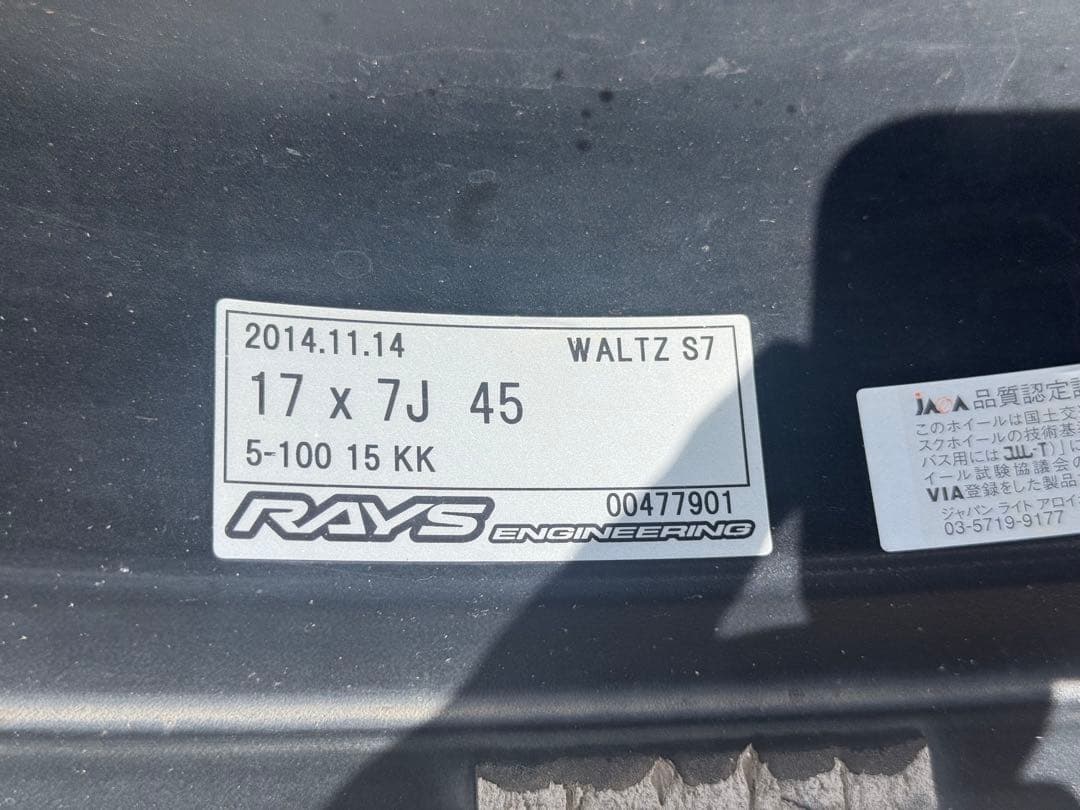 2014.11.14 WALTZ S7
17 x 7J 45
5-100 15 KK
00477901
RAYS ENGINEERING
JAWA 品質認定
このホイールは国土交
スクホイールの技術基
バス用には JWL-T)」に
イール試験協議会の
VIA登録をした製品
ジャパン ライト アロイ
03-5719-9177